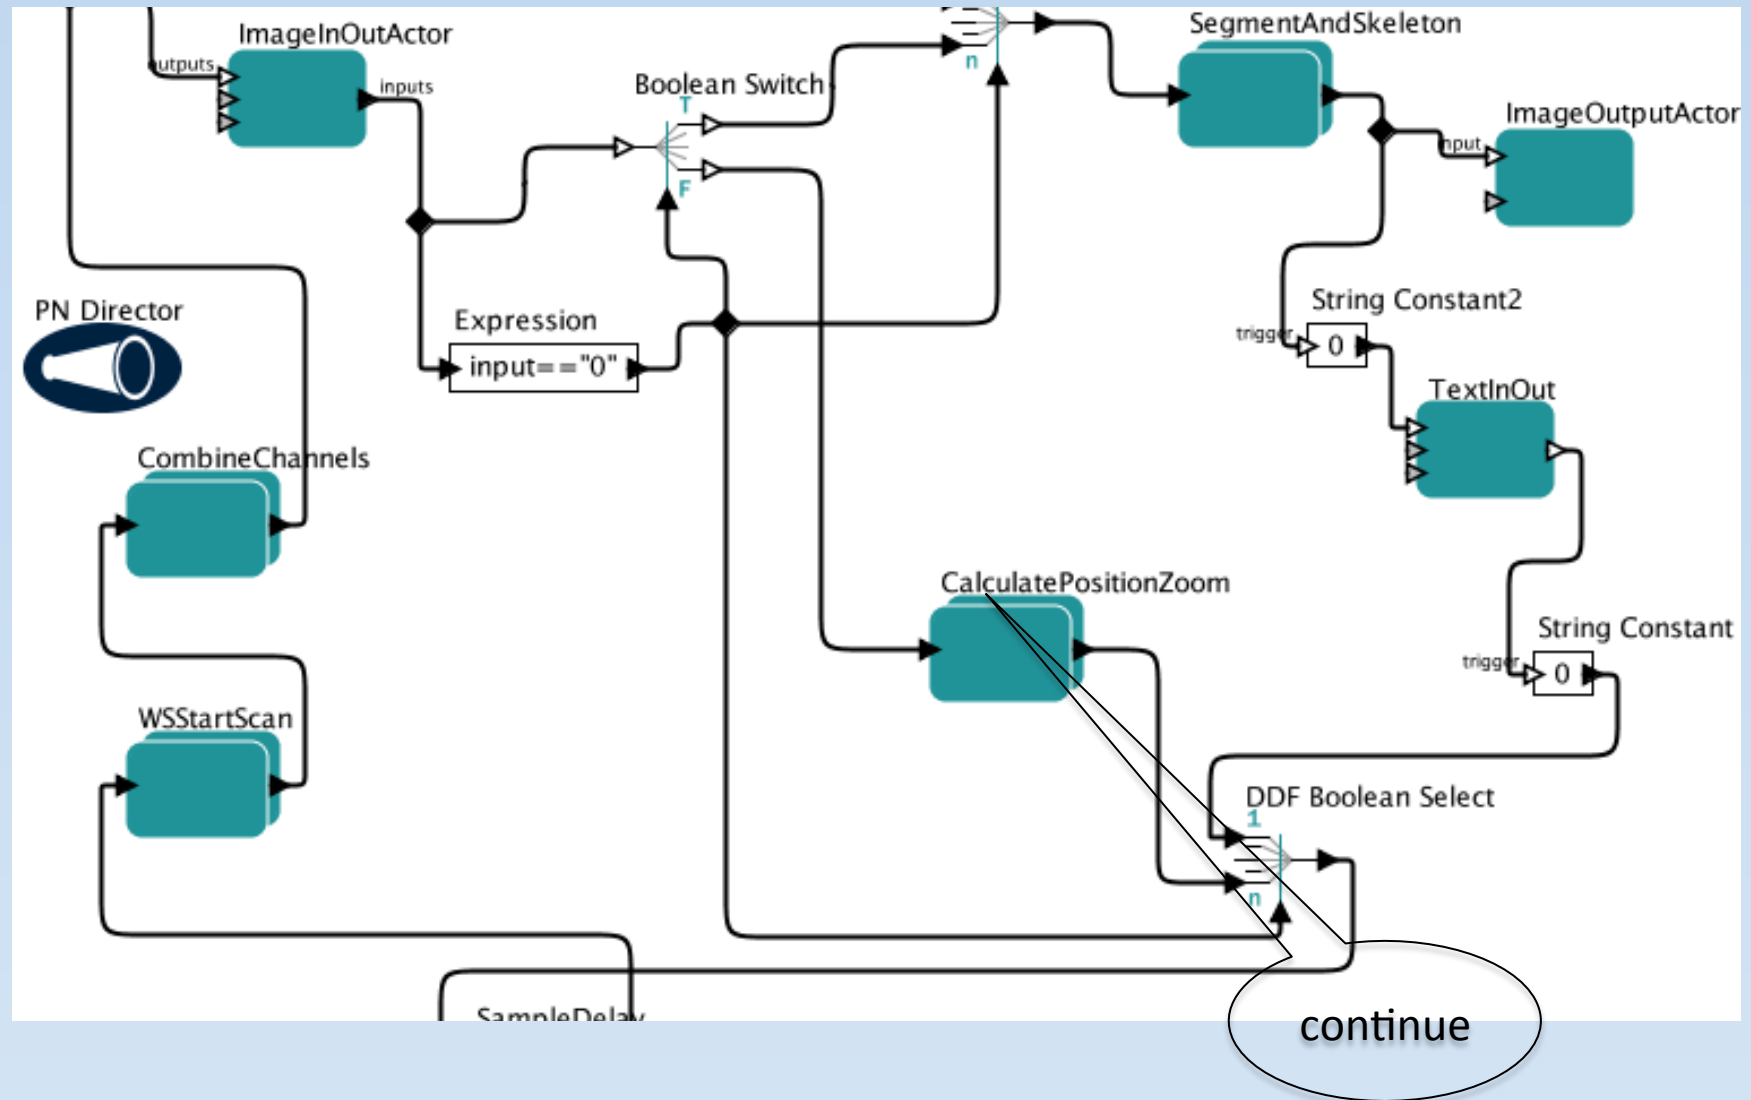 ImageInOutActor
outputs
inputs
Boolean Switch
T
F
n
SegmentAndSkeleton
ImageOutputActor
input
PN Director
Expression
input=="0"
String Constant2
trigger
0
TextInOut
CombineChannels
CalculatePositionZoom
String Constant
trigger
0
WSStartScan
DDF Boolean Select
1
n
SampleDelay
continue